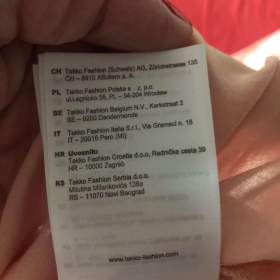 CH Takko Fashion (Schweiz) AG, Zürichstrasse 135
CH – 8910 Affoltern a. A.
PL Takko Fashion Polska s . z. p.o.
ul.Legnicka 56, PL – 54-204 Wrocław
BE Takko Fashion Belgium N.V., Kerkstraat 2
BE – 9200 Dendermonde
IT Takko Fashion Italia S.r.l., Via Gramsci n. 18
IT – 20016 Pero (MI)
HR Uvoznik:
Takko Fashion Croatia d.o.o, Radnička cesta 39
HR – 10000 Zagreb
RS Takko Fashion Serbia d.o.o.
Milutina Milankovića 136a
RS – 11070 Novi Beograd
www.takko-fashion.com